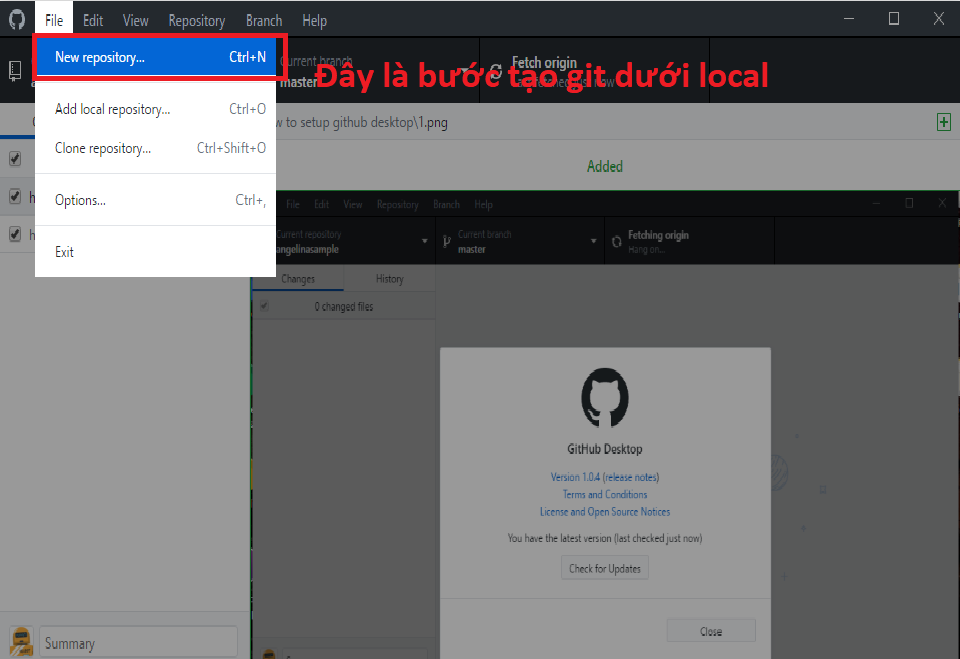 File Edit View Repository Branch Help
New repository... Ctrl+N
Current branch
master
Fetch origin
Đây là bước tạo git dưới local
Add local repository... Ctrl+O
Clone repository... Ctrl+Shift+O
Options... Ctrl+,
Exit
to setup github desktop\1.png
Added
File Edit View Repository Branch Help
Current repository
angelinasample
Current branch
master
Fetching origin
Hang on...
Changes History
0 changed files
GitHub Desktop
Version 1.0.4 (release notes)
Terms and Conditions
License and Open Source Notices
You have the latest version (last checked just now)
Check for Updates
Close
Summary